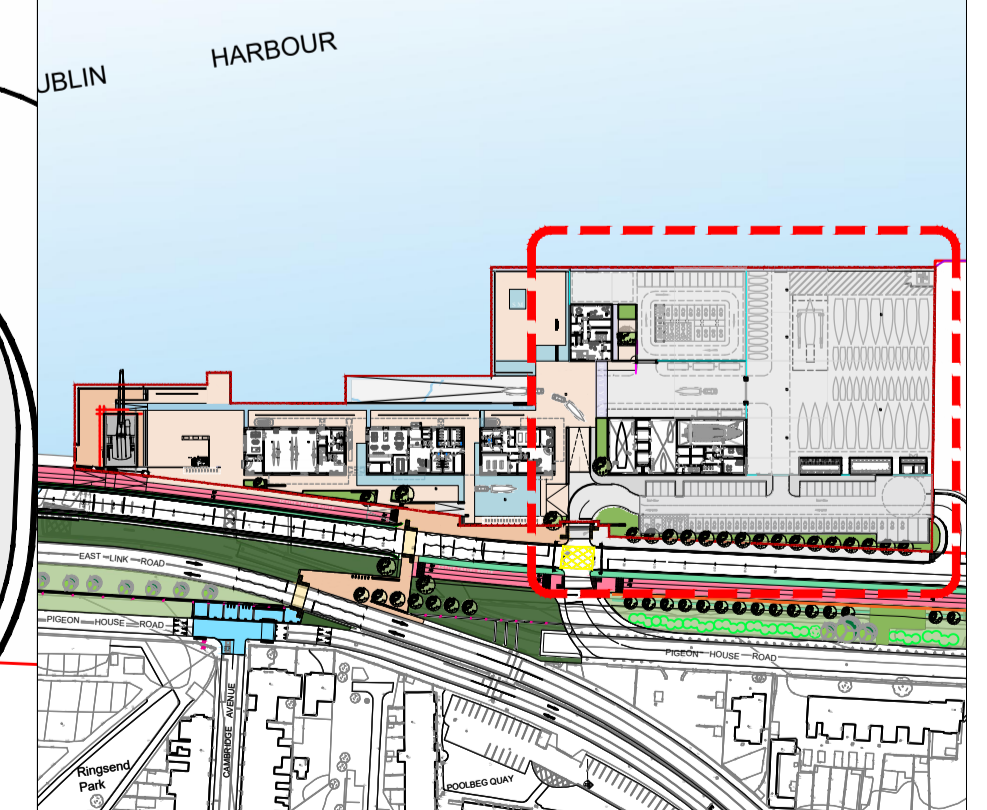 HARBOUR
UBLIN
EAST-LINK ROAD
PIGEON HOUSE ROAD
PIGEON HOUSE ROAD
CAMBRIDGE AVENUE
Ringsend
Park
POOLBEG QUAY